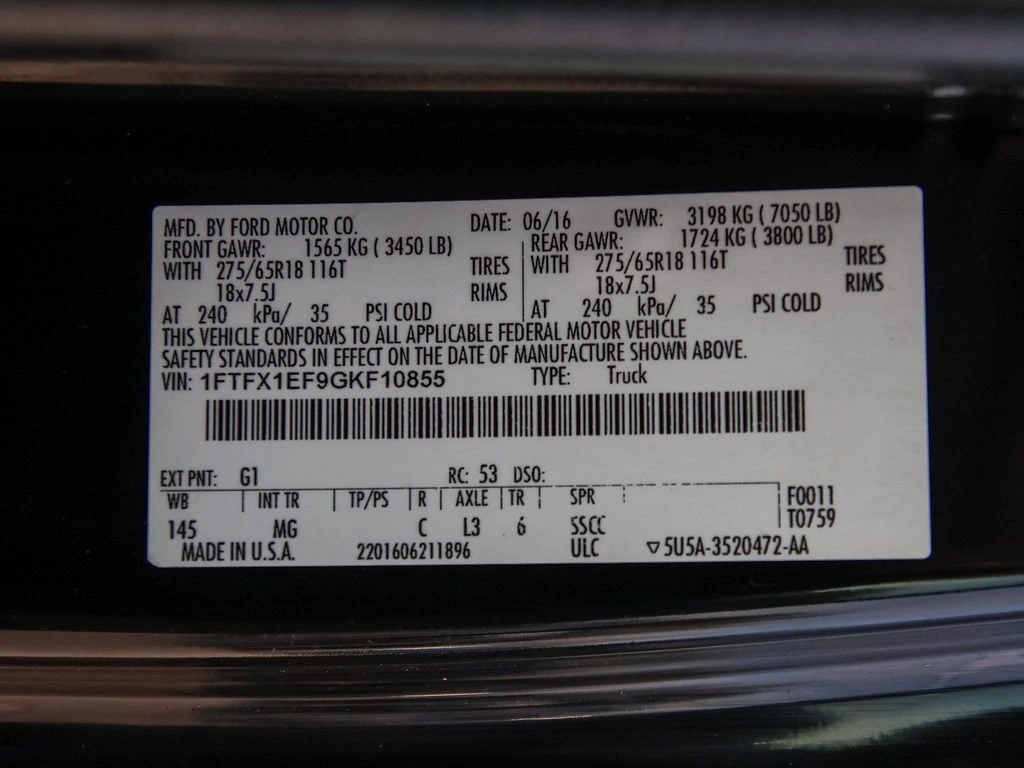 MFD. BY FORD MOTOR CO. DATE: 06/16 GVWR: 3198 KG ( 7050 LB)
FRONT GAWR: 1565 KG ( 3450 LB) REAR GAWR: 1724 KG ( 3800 LB)
WITH 275/65R18 116T TIRES WITH 275/65R18 116T TIRES
18x7.5J RIMS 18x7.5J RIMS
AT 240 kPa/ 35 PSI COLD AT 240 kPa/ 35 PSI COLD
THIS VEHICLE CONFORMS TO ALL APPLICABLE FEDERAL MOTOR VEHICLE
SAFETY STANDARDS IN EFFECT ON THE DATE OF MANUFACTURE SHOWN ABOVE.
VIN: 1FTFX1EF9GKF10855 TYPE: Truck
EXT PNT: G1 RC: 53 DSO:
WB INT TR TP/PS R AXLE TR SPR F0011
145 MG C L3 6 SSCC T0759
MADE IN U.S.A. 2201606211896 ULC ▽5U5A-3520472-AA